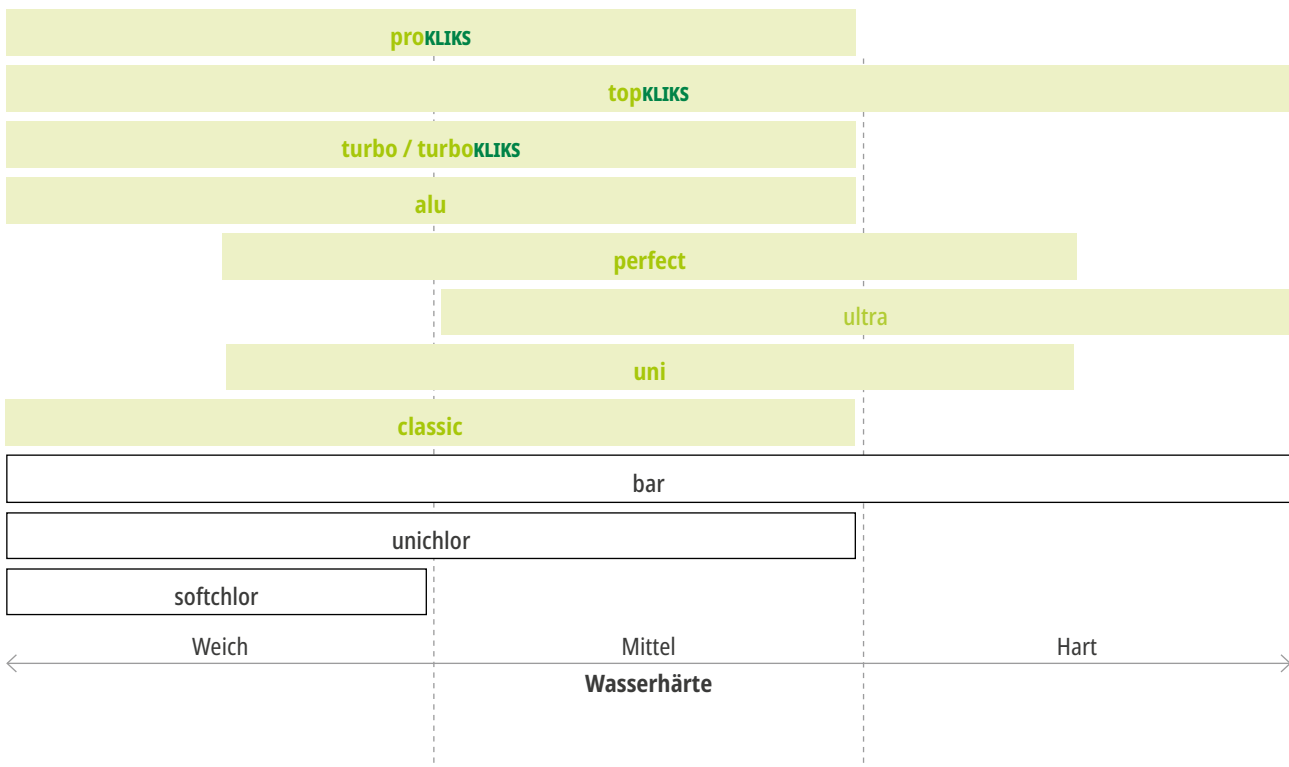 proKLIKS
topKLIKS
turbo / turboKLIKS
alu
perfect
ultra
uni
classic
bar
unichlor
softchlor
Weich Mittel Hart
Wasserhärte